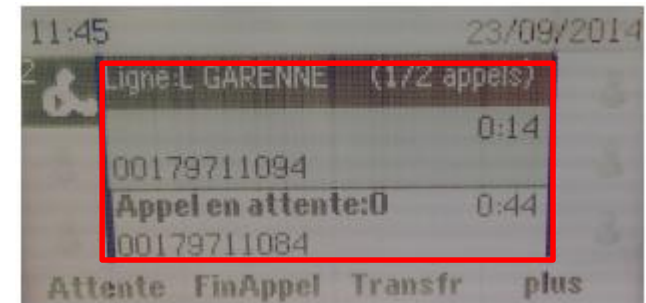 11:45 23/09/2014
2 Ligne:L GARENNE (1/2 appels)
0:14
00179711094
Appel en attente:0 0:44
00179711084
Attente FinAppel Transfr plus